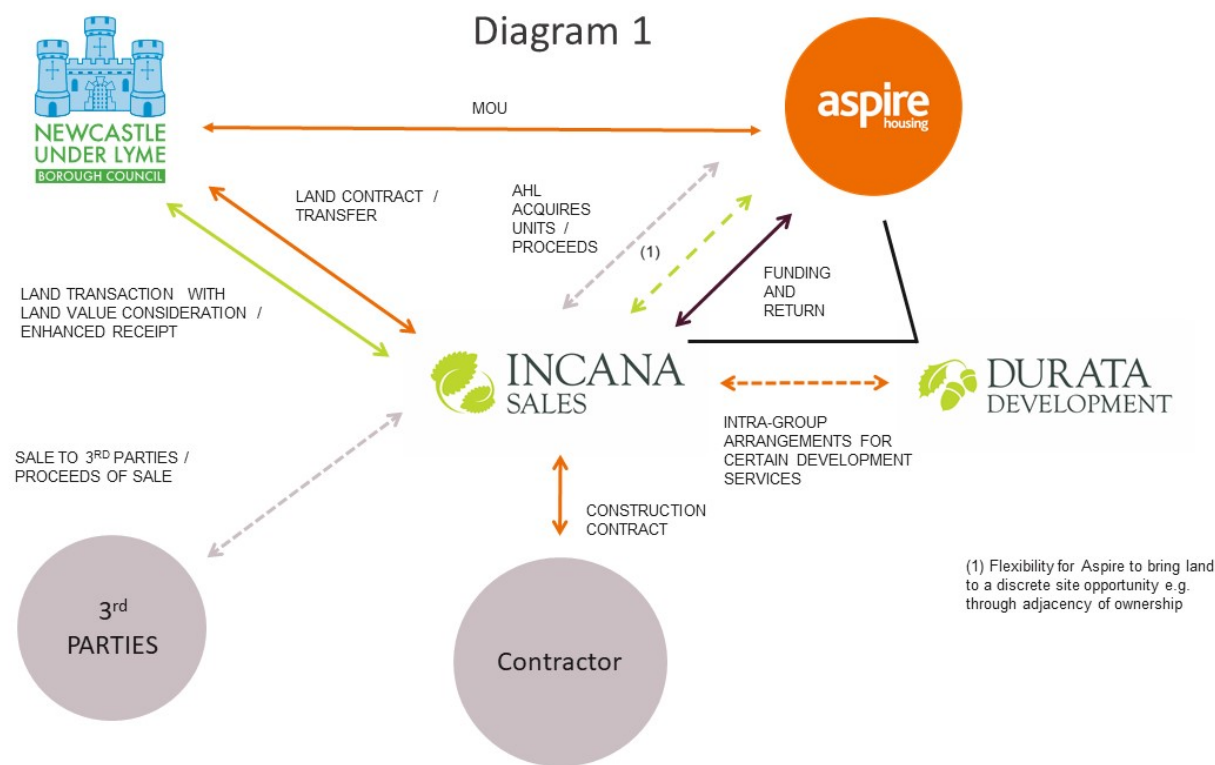 Diagram 1
NEWCASTLE
UNDER LYME
BOROUGH COUNCIL
MOU
aspire
housing
LAND CONTRACT /
TRANSFER
AHL
ACQUIRES
UNITS /
PROCEEDS
(1)
FUNDING
AND
RETURN
LAND TRANSACTION WITH
LAND VALUE CONSIDERATION /
ENHANCED RECEIPT
INCANA
SALES
DURATA
DEVELOPMENT
INTRA-GROUP
ARRANGEMENTS FOR
CERTAIN DEVELOPMENT
SERVICES
SALE TO 3RD PARTIES /
PROCEEDS OF SALE
CONSTRUCTION
CONTRACT
3rd
PARTIES
Contractor
(1) Flexibility for Aspire to bring land
to a discrete site opportunity e.g.
through adjacency of ownership